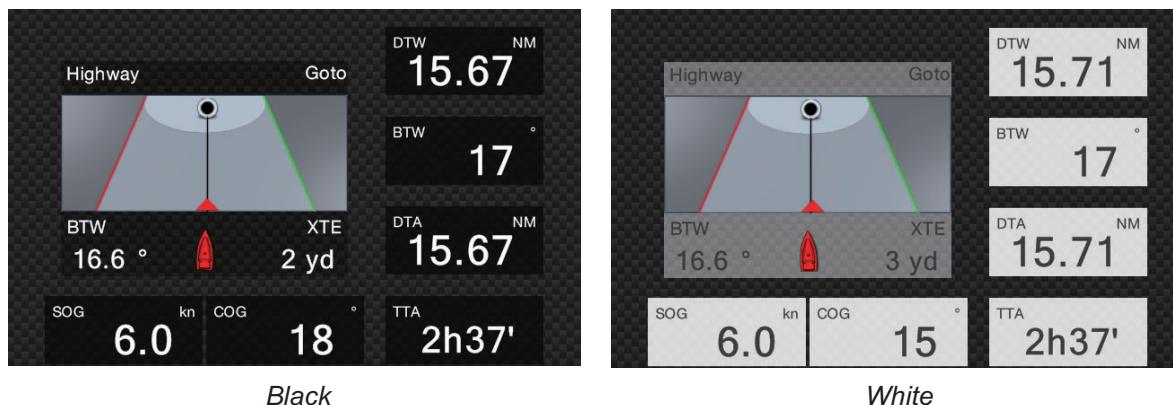 Highway Goto
BTW XTE
16.6 ° 2 yd
SOG kn
6.0
COG °
18
DTW NM
15.67
BTW °
17
DTA NM
15.67
TTA
2h37'
Black
Highway Goto
BTW XTE
16.6 ° 3 yd
SOG kn
6.0
COG °
15
DTW NM
15.71
BTW °
17
DTA NM
15.71
TTA
2h37'
White